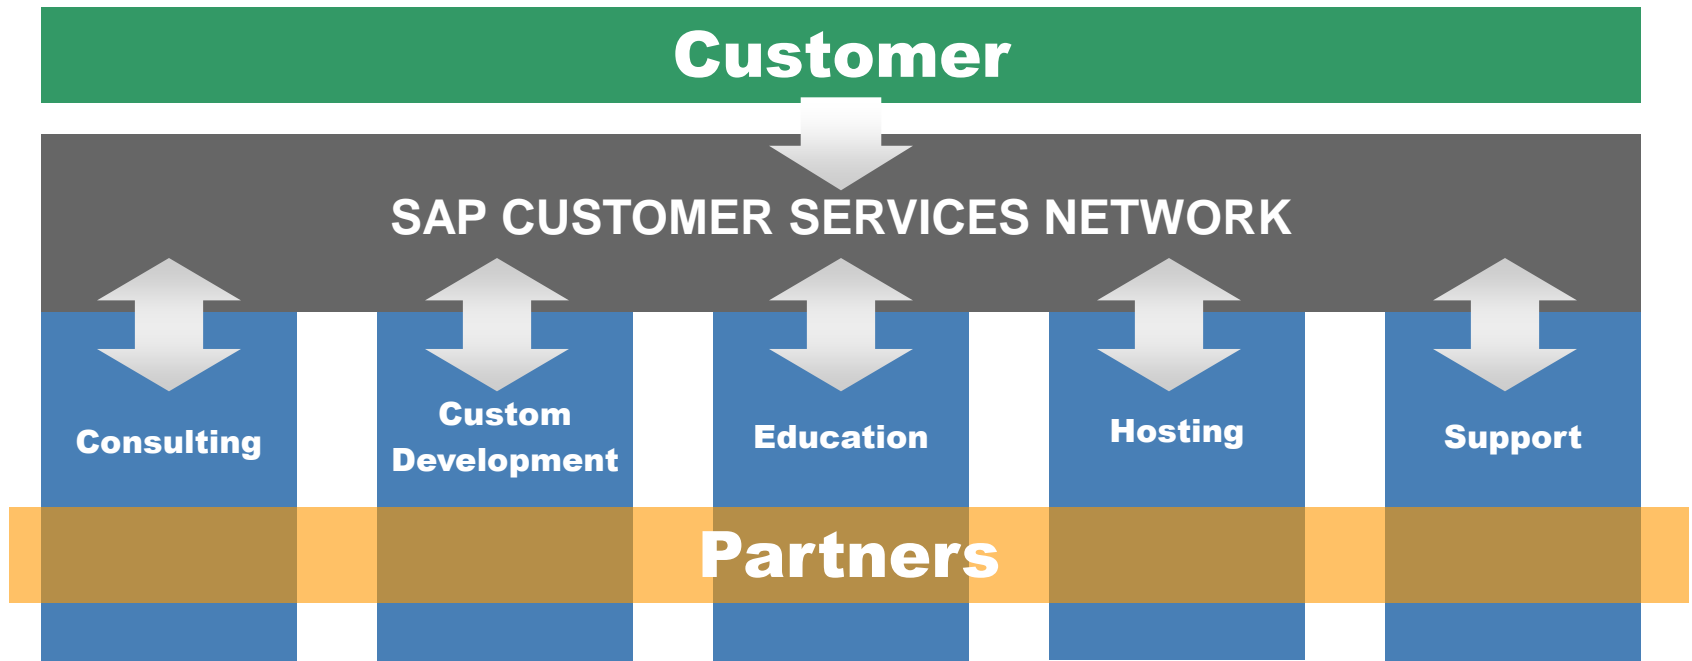 Customer
SAP CUSTOMER SERVICES NETWORK
Consulting
Custom
Development
Education
Hosting
Support
Partners